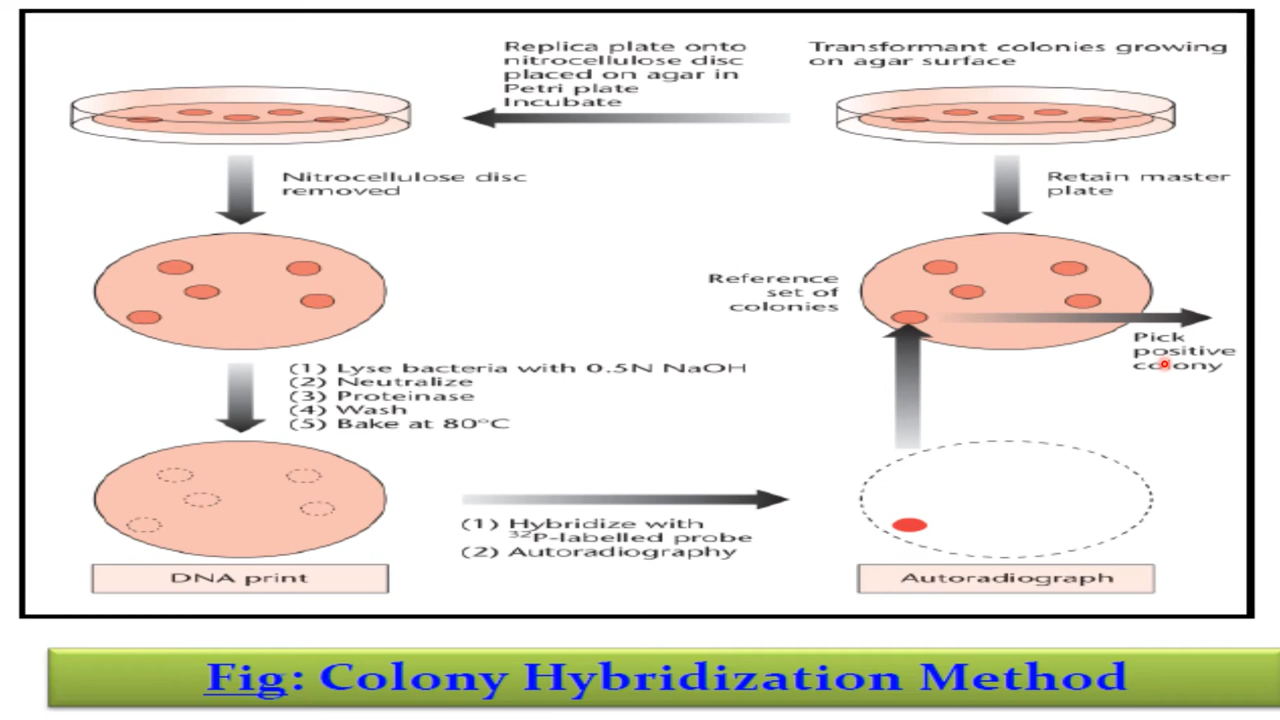 Replica plate onto
nitrocellulose disc
placed on agar in
Petri plate
Incubate
Transformant colonies growing
on agar surface
Nitrocellulose disc
removed
Retain master
plate
Reference
set of
colonies
Pick
positive
colony
(1) Lyse bacteria with 0.5N NaOH
(2) Neutralize
(3) Proteinase
(4) Wash
(5) Bake at 80°C
(1) Hybridize with
³²P-labelled probe
(2) Autoradiography
DNA print
Autoradiograph
Fig: Colony Hybridization Method